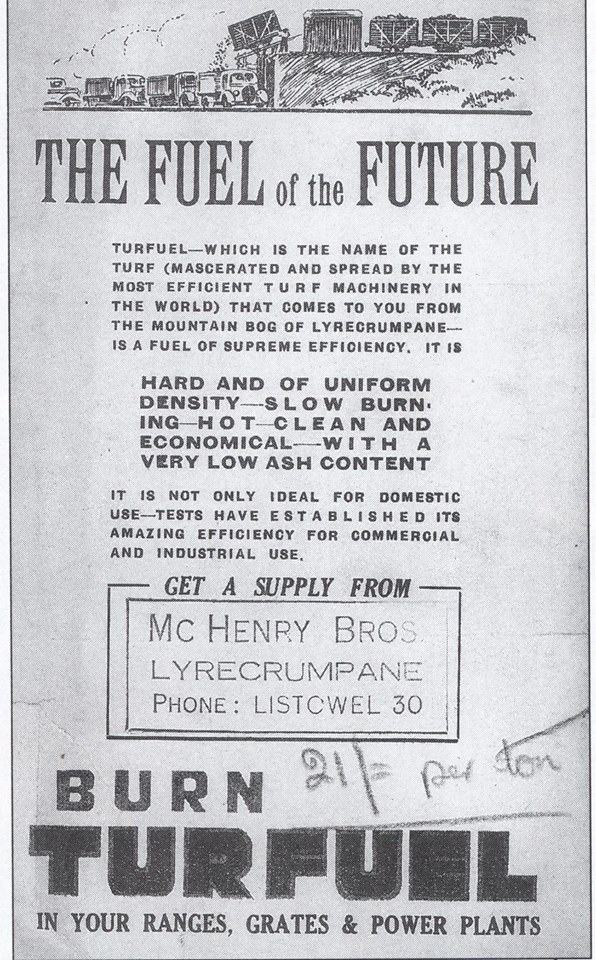 THE FUEL of the FUTURE
TURFUEL—WHICH IS THE NAME OF THE
TURF (MASCERATED AND SPREAD BY THE
MOST EFFICIENT TURF MACHINERY IN
THE WORLD) THAT COMES TO YOU FROM
THE MOUNTAIN BOG OF LYRECRUMPANE—
IS A FUEL OF SUPREME EFFICIENCY. IT IS
HARD AND OF UNIFORM
DENSITY—SLOW BURN-
ING—HOT—CLEAN AND
ECONOMICAL—WITH A
VERY LOW ASH CONTENT
IT IS NOT ONLY IDEAL FOR DOMESTIC
USE—TESTS HAVE ESTABLISHED ITS
AMAZING EFFICIENCY FOR COMMERCIAL
AND INDUSTRIAL USE.
GET A SUPPLY FROM
MC HENRY BROS.
LYRECRUMPANE
PHONE: LISTOWEL 30
21/= per ton
BURN
TURFUEL
IN YOUR RANGES, GRATES & POWER PLANTS